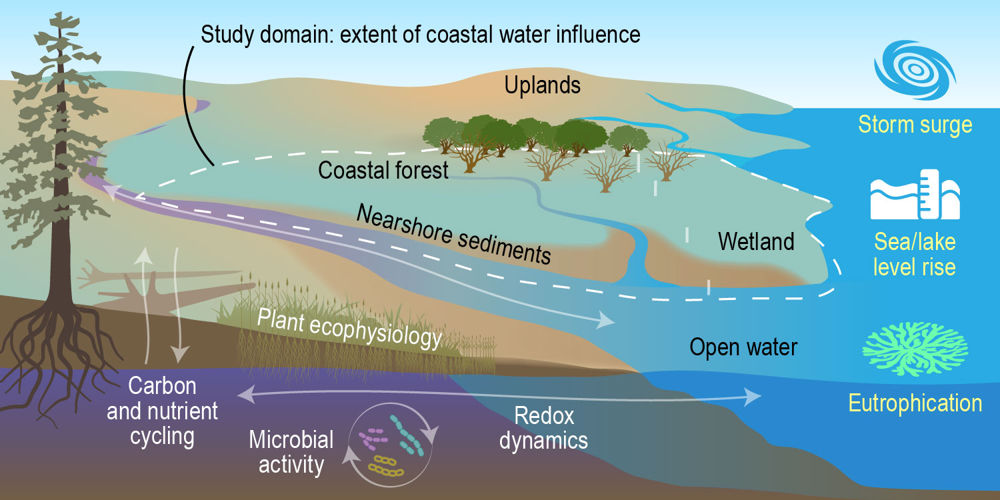 Study domain: extent of coastal water influence
Uplands
Storm surge
Coastal forest
Nearshore sediments
Wetland
Sea/lake
level rise
Plant ecophysiology
Open water
Carbon
and nutrient
cycling
Microbial
activity
Redox
dynamics
Eutrophication